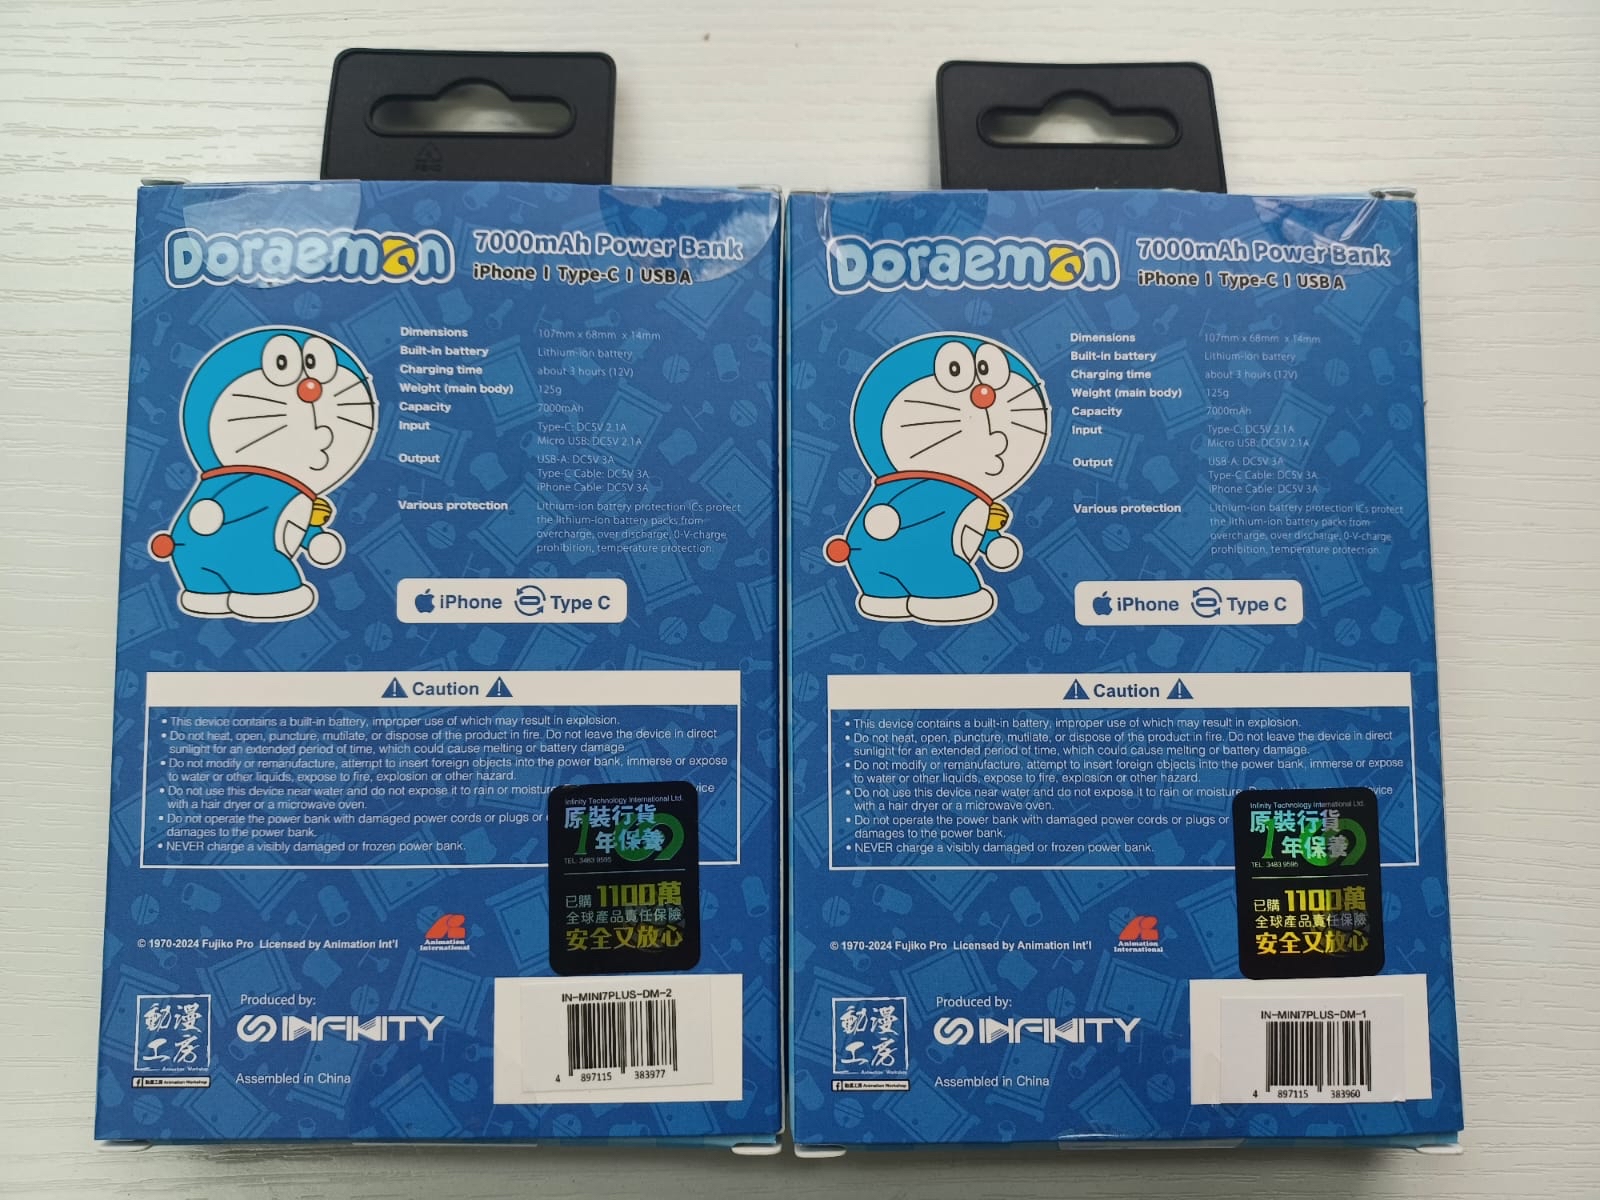 Doraemon
7000mAh Power Bank
iPhone | Type-C | USB A
Dimensions 107mm x 68mm x 14mm
Built-in battery Lithium-ion battery
Charging time about 3 hours (12V)
Weight (main body) 125g
Capacity 7000mAh
Input Type-C: DC5V 2.1A
Micro USB: DC5V 2.1A
Output USB-A: DC5V 3A
Type-C Cable: DC5V 3A
iPhone Cable: DC5V 3A
Various protection Lithium-ion battery protection ICs protect
the lithium-ion battery packs from
overcharge, over discharge, 0-V-charge
prohibition, temperature protection.
iPhone Type C
Caution
• This device contains a built-in battery, improper use of which may result in explosion.
• Do not heat, open, puncture, mutilate, or dispose of the product in fire. Do not leave the device in direct
sunlight for an extended period of time, which could cause melting or battery damage.
• Do not modify or remanufacture, attempt to insert foreign objects into the power bank, immerse or expose
to water or other liquids, expose to fire, explosion or other hazard.
• Do not use this device near water and do not expose it to rain or moisture
with a hair dryer or a microwave oven.
• Do not operate the power bank with damaged power cords or plugs or
damages to the power bank.
• NEVER charge a visibly damaged or frozen power bank.
Infinity Technology International Ltd.
原裝行貨
1年保養
TEL: 3483 9595
已購1100萬
全球產品責任保險
安全又放心
© 1970-2024 Fujiko Pro Licensed by Animation Int'l
Animation
International
動漫
工房
Animation Workshop
動漫工房 Animation Workshop
Produced by:
INFINITY
Assembled in China
IN-MINI7PLUS-DM-2
4 897115 383977
Doraemon
7000mAh Power Bank
iPhone | Type-C | USB A
Dimensions 107mm x 68mm x 14mm
Built-in battery Lithium-ion battery
Charging time about 3 hours (12V)
Weight (main body) 125g
Capacity 7000mAh
Input Type-C: DC5V 2.1A
Micro USB: DC5V 2.1A
Output USB-A: DC5V 3A
Type-C Cable: DC5V 3A
iPhone Cable: DC5V 3A
Various protection Lithium-ion battery protection ICs protect
the lithium-ion battery packs from
overcharge, over discharge, 0-V-charge
prohibition, temperature protection.
iPhone Type C
Caution
• This device contains a built-in battery, improper use of which may result in explosion.
• Do not heat, open, puncture, mutilate, or dispose of the product in fire. Do not leave the device in direct
sunlight for an extended period of time, which could cause melting or battery damage.
• Do not modify or remanufacture, attempt to insert foreign objects into the power bank, immerse or expose
to water or other liquids, expose to fire, explosion or other hazard.
• Do not use this device near water and do not expose it to rain or moisture
with a hair dryer or a microwave oven.
• Do not operate the power bank with damaged power cords or plugs or
damages to the power bank.
• NEVER charge a visibly damaged or frozen power bank.
Infinity Technology International Ltd.
原裝行貨
1年保養
TEL: 3483 9595
已購1100萬
全球產品責任保險
安全又放心
© 1970-2024 Fujiko Pro Licensed by Animation Int'l
Animation
International
動漫
工房
Animation Workshop
動漫工房 Animation Workshop
Produced by:
INFINITY
Assembled in China
IN-MINI7PLUS-DM-1
4 897115 383960